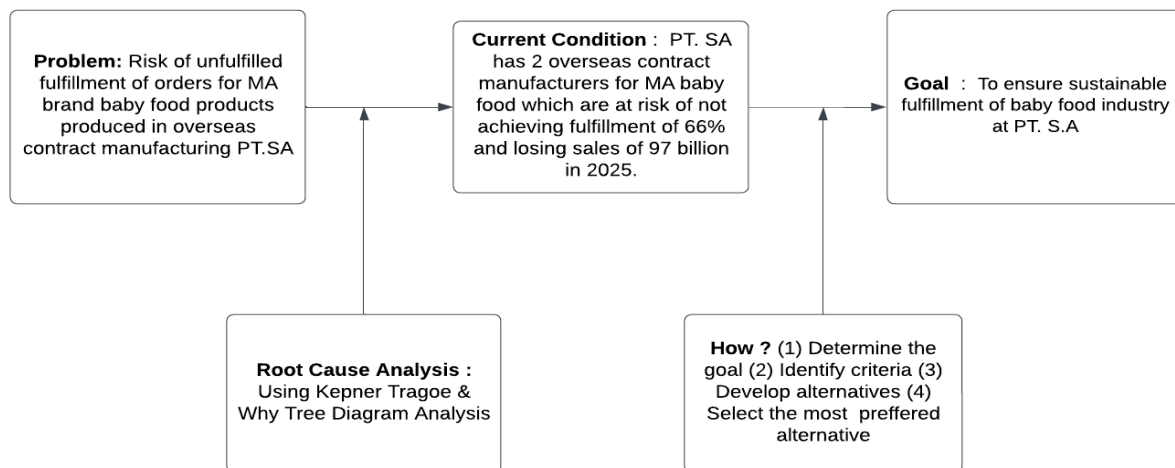 Problem: Risk of unfulfilled
fulfillment of orders for MA
brand baby food products
produced in overseas
contract manufacturing PT.SA
Current Condition : PT. SA
has 2 overseas contract
manufacturers for MA baby
food which are at risk of not
achieving fulfillment of 66%
and losing sales of 97 billion
in 2025.
Goal : To ensure sustainable
fulfillment of baby food industry
at PT. S.A
Root Cause Analysis :
Using Kepner Tragoe &
Why Tree Diagram Analysis
How ? (1) Determine the
goal (2) Identify criteria (3)
Develop alternatives (4)
Select the most preffered
alternative